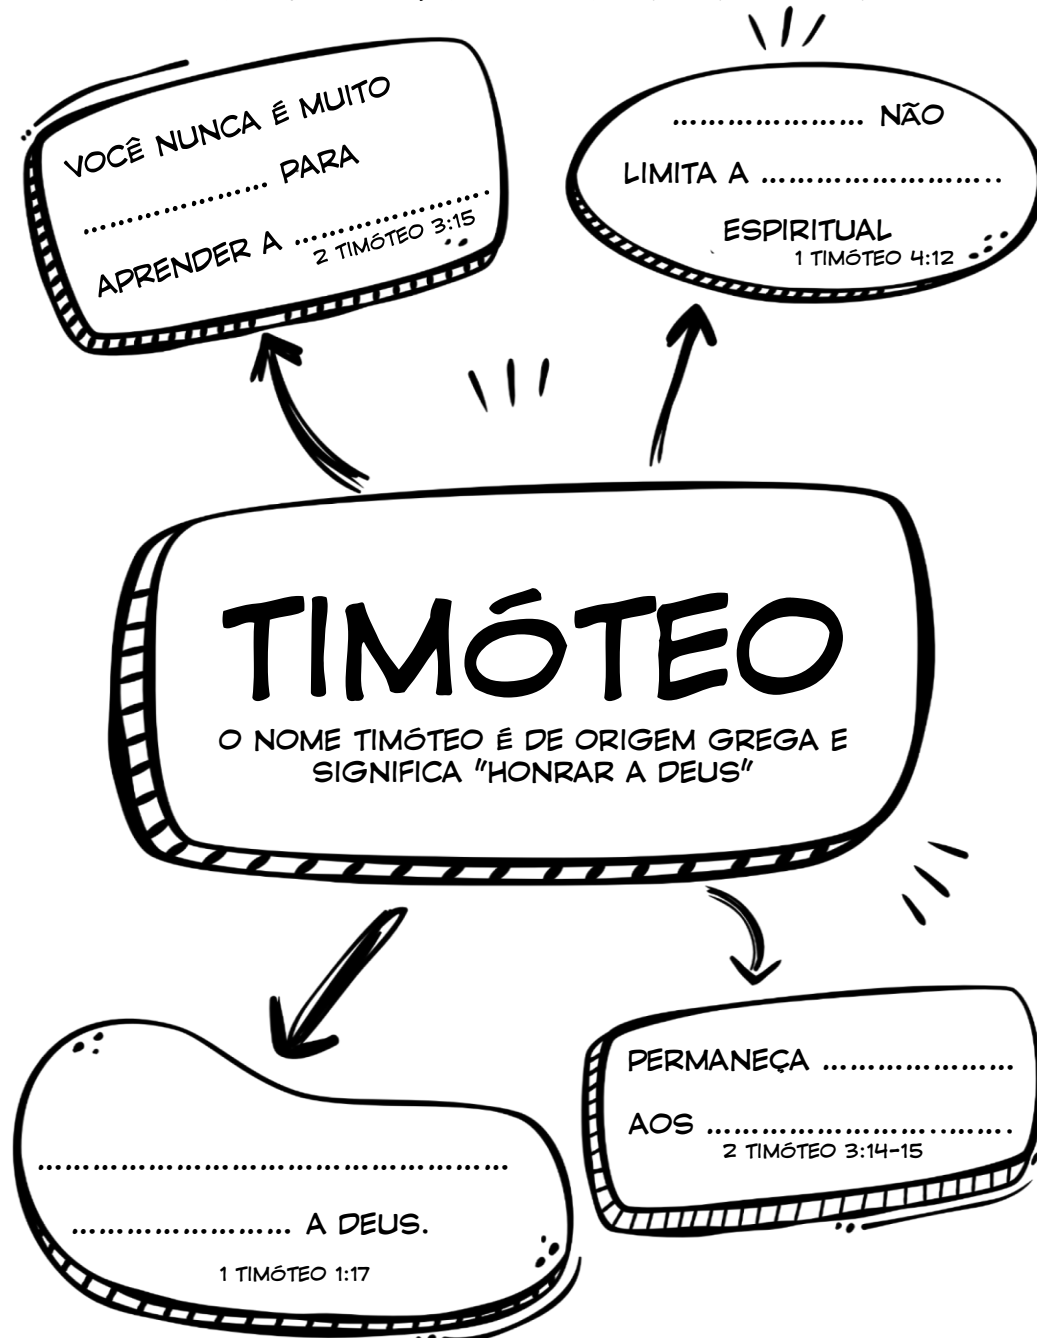 VOCÊ NUNCA É MUITO
.................... PARA
APRENDER A ......................
2 TIMÓTEO 3:15
.................... NÃO
LIMITA A ..........................
ESPIRITUAL
1 TIMÓTEO 4:12
TIMÓTEO
O NOME TIMÓTEO É DE ORIGEM GREGA E
SIGNIFICA "HONRAR A DEUS"
..................................................
....................... A DEUS.
1 TIMÓTEO 1:17
PERMANEÇA ....................
AOS .................................
2 TIMÓTEO 3:14-15